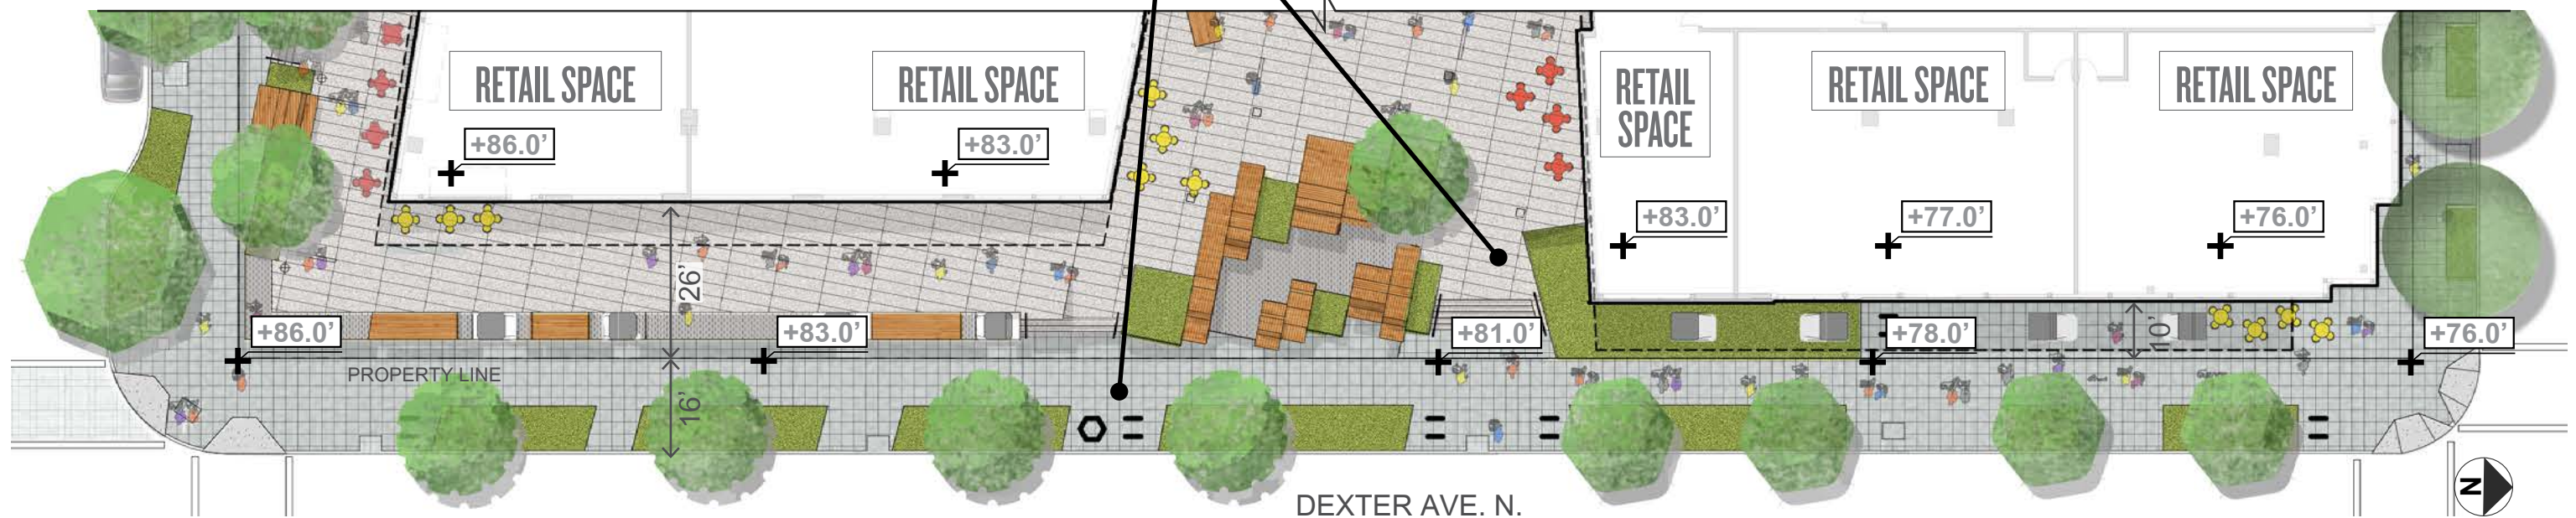 RETAIL SPACE
RETAIL SPACE
RETAIL
SPACE
RETAIL SPACE
RETAIL SPACE
+86.0'
+83.0'
+83.0'
+77.0'
+76.0'
26'
+86.0'
+83.0'
+81.0'
+78.0'
10'
+76.0'
PROPERTY LINE
16'
DEXTER AVE. N.
N